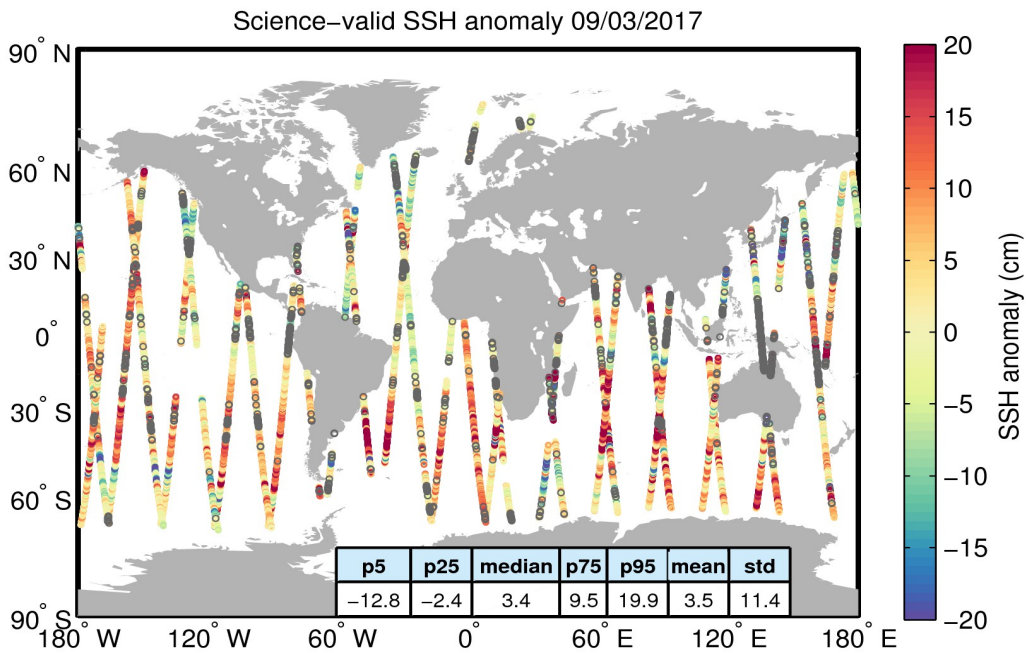 Science−valid SSH anomaly 09/03/2017
90° N
60° N
30° N
0°
30° S
60° S
90° S
180° W
120° W
60° W
0°
60° E
120° E
180° E
p5 p25 median p75 p95 mean std
−12.8 −2.4 3.4 9.5 19.9 3.5 11.4
20
15
10
5
0
−5
−10
−15
−20
SSH anomaly (cm)